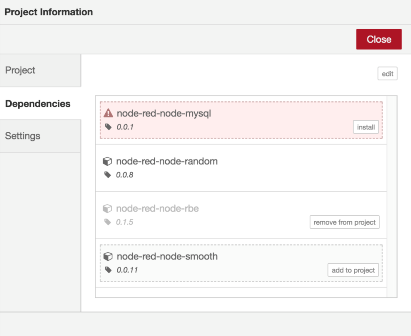 Project Information
Close
Project
Dependencies
Settings
edit
node-red-node-mysql
0.0.1
install
node-red-node-random
0.0.8
node-red-node-rbe
0.1.5
remove from project
node-red-node-smooth
0.0.11
add to project